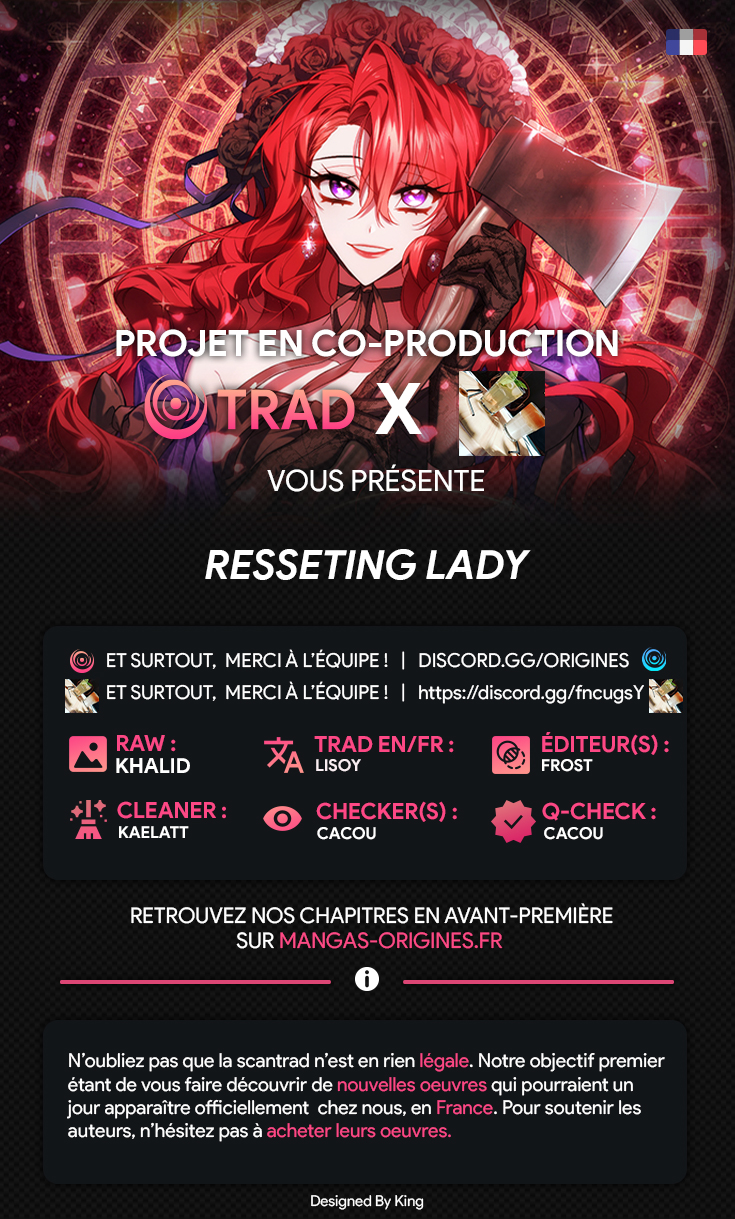 PROJET EN CO-PRODUCTION
TRAD X
VOUS PRÉSENTE
RESSETING LADY
ET SURTOUT, MERCI À L'ÉQUIPE ! | DISCORD.GG/ORIGINES
ET SURTOUT, MERCI À L'ÉQUIPE ! | https://discord.gg/fncugsY
RAW : TRAD EN/FR : ÉDITEUR(S) :
KHALID LISOY FROST
CLEANER : CHECKER(S) : Q-CHECK :
KAELATT CACOU CACOU
RETROUVEZ NOS CHAPITRES EN AVANT-PREMIÈRE
SUR MANGAS-ORIGINES.FR
N'oubliez pas que la scantrad n'est en rien légale. Notre objectif premier
étant de vous faire découvrir de nouvelles oeuvres qui pourraient un
jour apparaître officiellement chez nous, en France. Pour soutenir les
auteurs, n'hésitez pas à acheter leurs oeuvres.
Designed By King